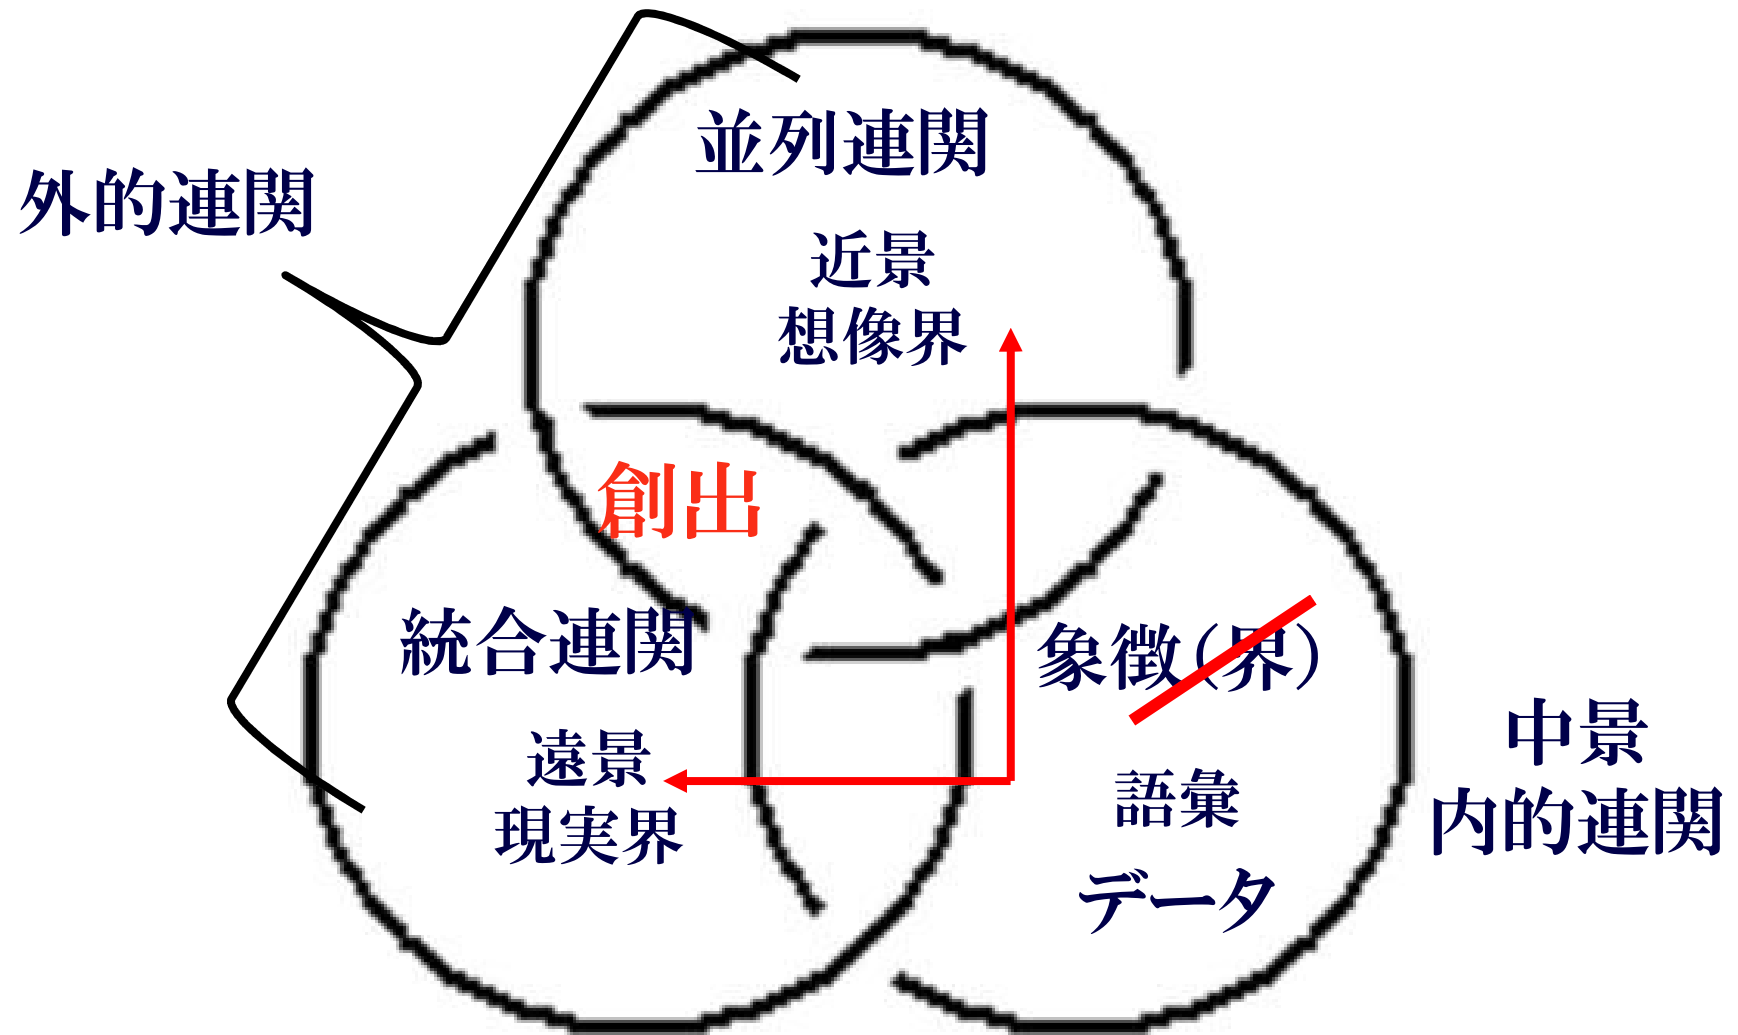 並列連関
外的連関
近景
想像界
創出
統合連関
象徴(界)
遠景
現実界
語彙
データ
中景
内的連関